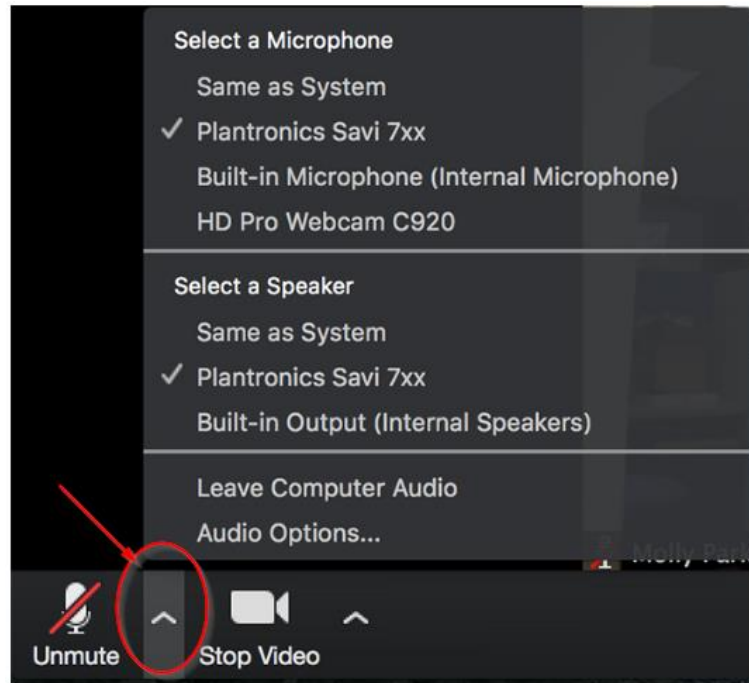 Select a Microphone
Same as System
Plantronics Savi 7xx
Built-in Microphone (Internal Microphone)
HD Pro Webcam C920
Select a Speaker
Same as System
Plantronics Savi 7xx
Built-in Output (Internal Speakers)
Leave Computer Audio
Audio Options...
Molly
Unmute
Stop Video